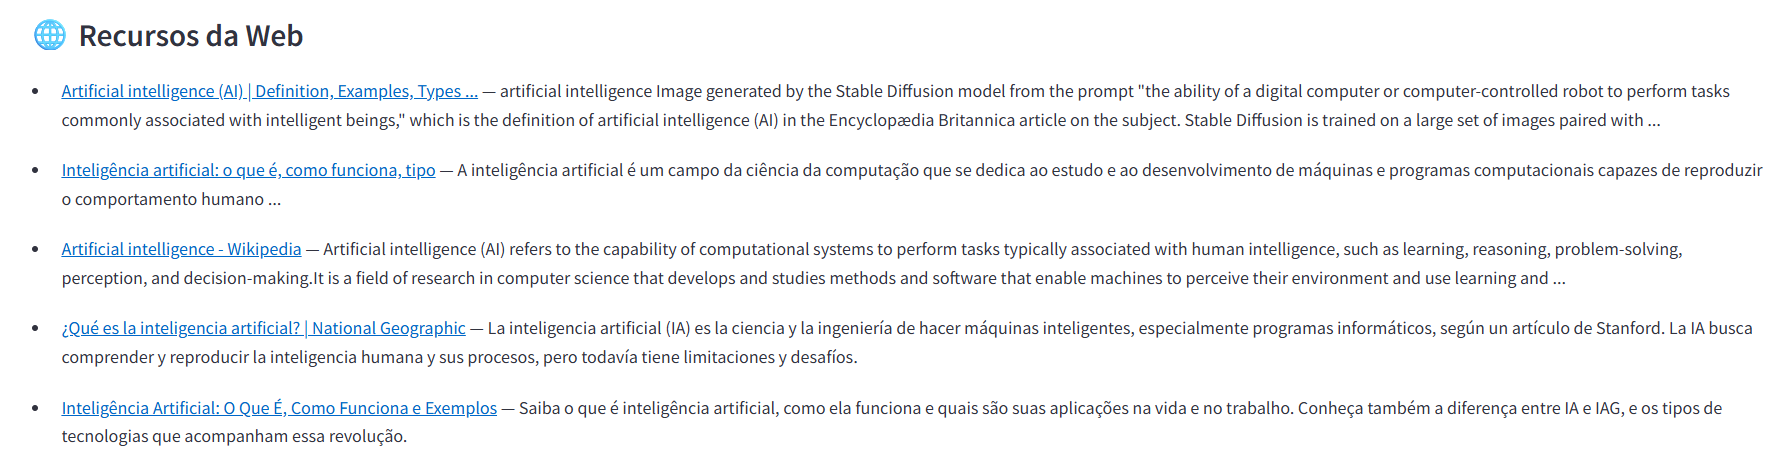 Recursos da Web
Artificial intelligence (AI) | Definition, Examples, Types ... — artificial intelligence Image generated by the Stable Diffusion model from the prompt "the ability of a digital computer or computer-controlled robot to perform tasks
commonly associated with intelligent beings," which is the definition of artificial intelligence (AI) in the Encyclopædia Britannica article on the subject. Stable Diffusion is trained on a large set of images paired with ...
Inteligência artificial: o que é, como funciona, tipo — A inteligência artificial é um campo da ciência da computação que se dedica ao estudo e ao desenvolvimento de máquinas e programas computacionais capazes de reproduzir
o comportamento humano ...
Artificial intelligence - Wikipedia — Artificial intelligence (AI) refers to the capability of computational systems to perform tasks typically associated with human intelligence, such as learning, reasoning, problem-solving,
perception, and decision-making.It is a field of research in computer science that develops and studies methods and software that enable machines to perceive their environment and use learning and ...
¿Qué es la inteligencia artificial? | National Geographic — La inteligencia artificial (IA) es la ciencia y la ingeniería de hacer máquinas inteligentes, especialmente programas informáticos, según un artículo de Stanford. La IA busca
comprender y reproducir la inteligencia humana y sus procesos, pero todavía tiene limitaciones y desafíos.
Inteligência Artificial: O Que É, Como Funciona e Exemplos — Saiba o que é inteligência artificial, como ela funciona e quais são suas aplicações na vida e no trabalho. Conheça também a diferença entre IA e IAG, e os tipos de
tecnologias que acompanham essa revolução.